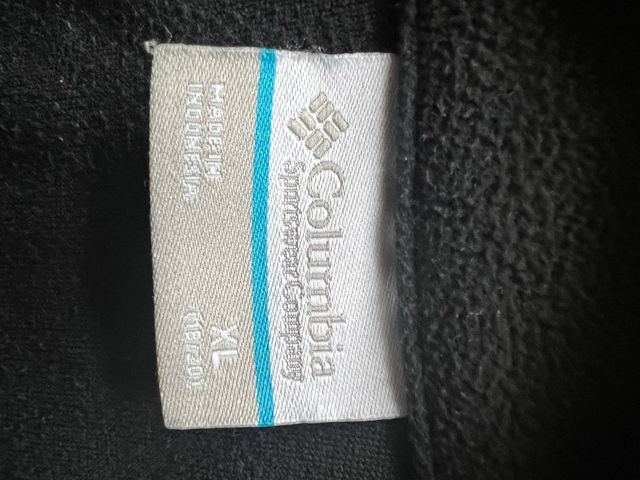 Columbia
Sportswear Company
MADE IN
INDONESIA
XL
(18/20)